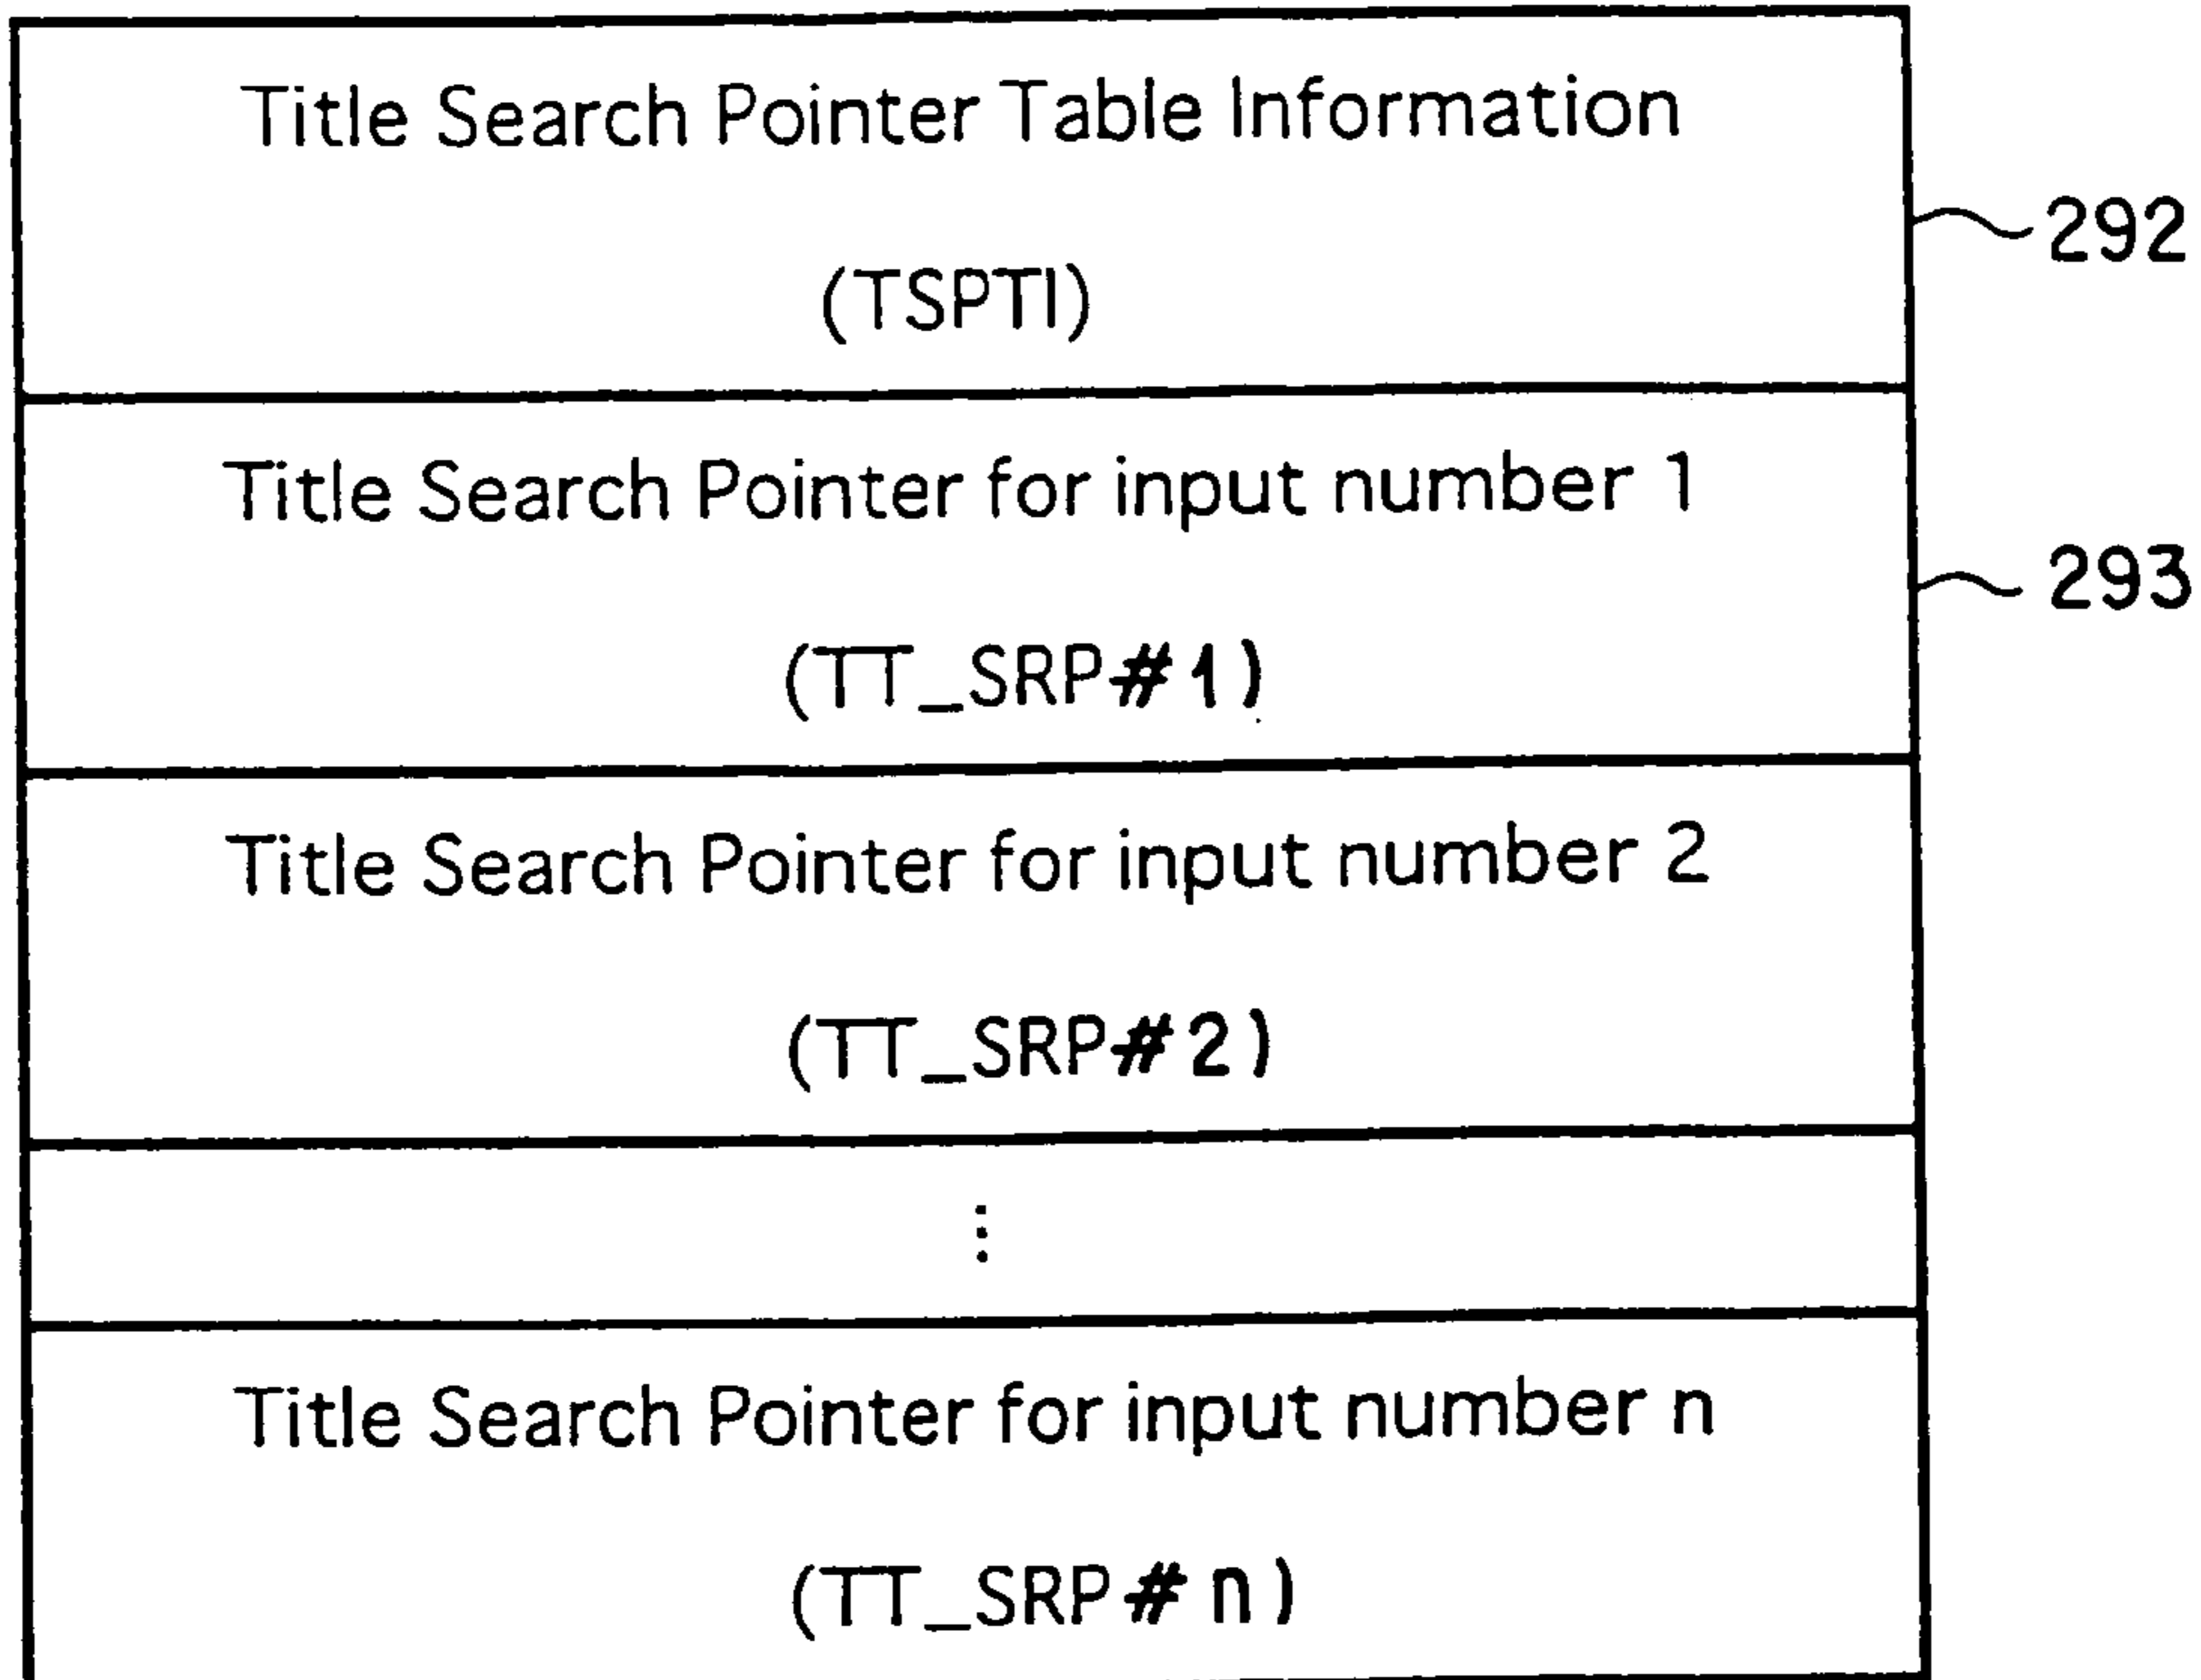 Title Search Pointer Table Information
292
(TSPTI)
Title Search Pointer for input number 1
293
(TT_SRP#1)
Title Search Pointer for input number 2
(TT_SRP#2)
⋮
Title Search Pointer for input number n
(TT_SRP#n)